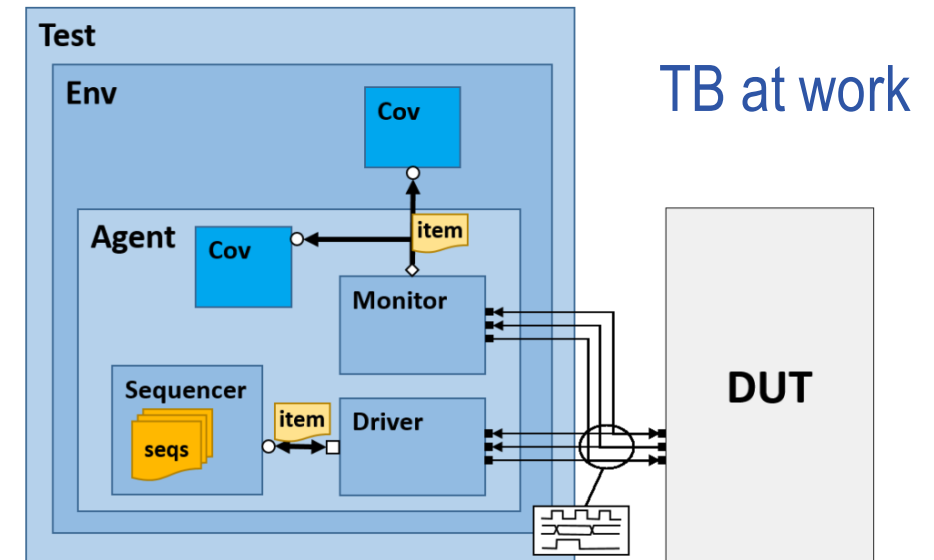 Test
TB at work
Env
Cov
item
Agent
Cov
Monitor
DUT
Sequencer
item
Driver
seqs